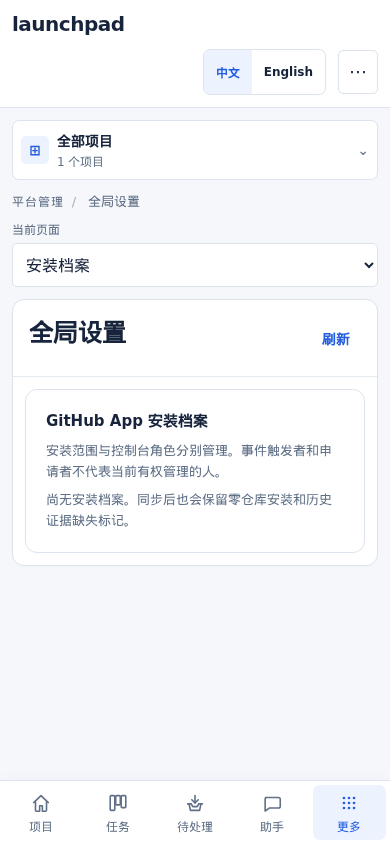 launchpad
中文
English
...
全部项目
1 个项目
平台管理 / 全局设置
当前页面
安装档案
全局设置
刷新
GitHub App 安装档案
安装范围与控制台角色分别管理。事件触发者和申
请者不代表当前有权管理的人。
尚无安装档案。同步后也会保留零仓库安装和历史
证据缺失标记。
项目
任务
待处理
助手
更多